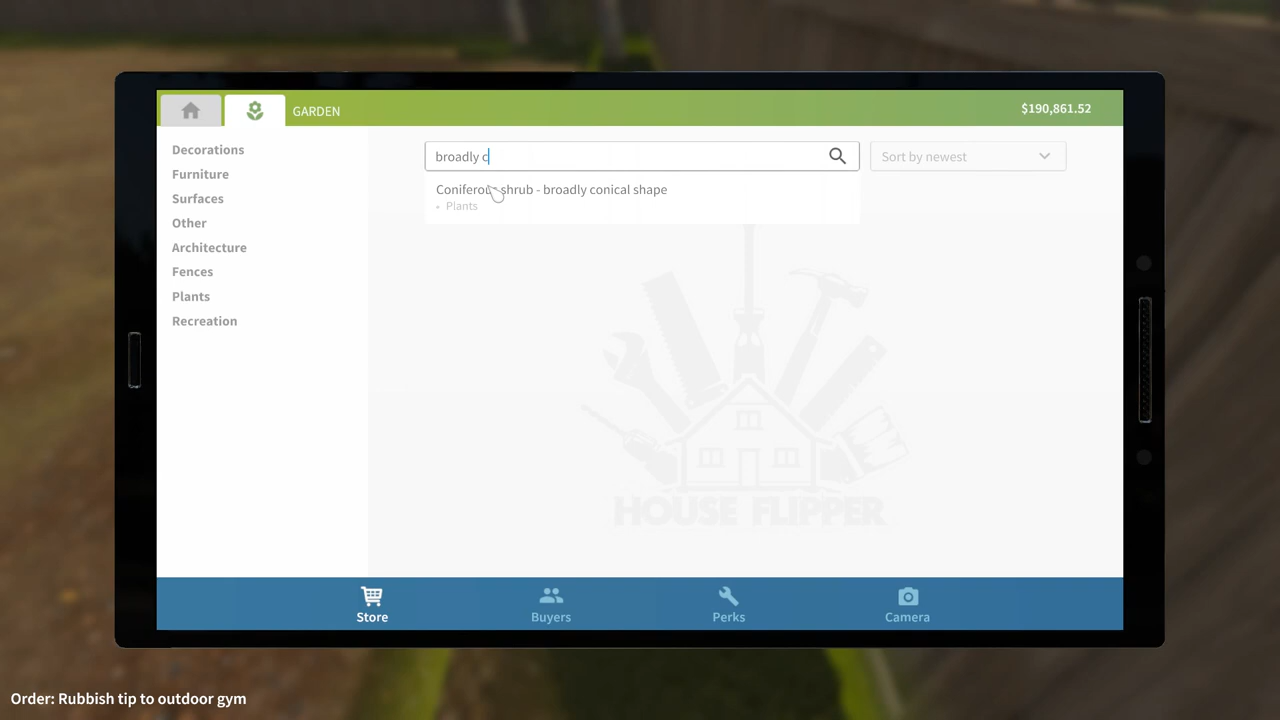 GARDEN
$190,861.52
Decorations
Furniture
Surfaces
Other
Architecture
Fences
Plants
Recreation
broadly c
Sort by newest
Coniferous shrub - broadly conical shape
• Plants
HOUSE FLIPPER
Store
Buyers
Perks
Camera
Order: Rubbish tip to outdoor gym